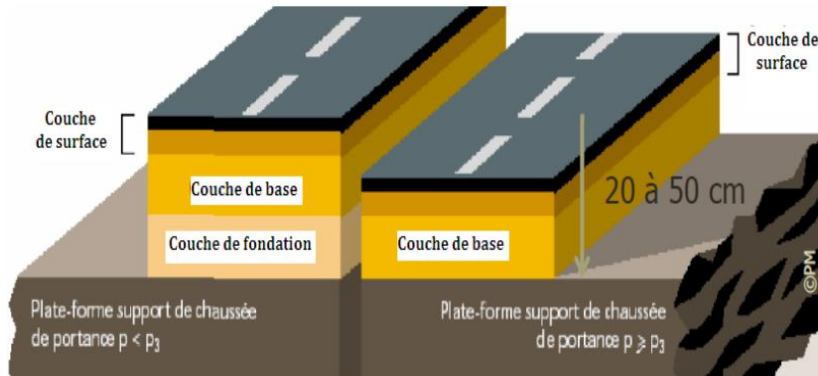 Couche
de surface
Couche de
surface
Couche de base
Couche de fondation
Couche de base
20 à 50 cm
Plate-forme support de chaussée
de portance p < p₃
Plate-forme support de chaussée
de portance p ⩾ p₃
©PM